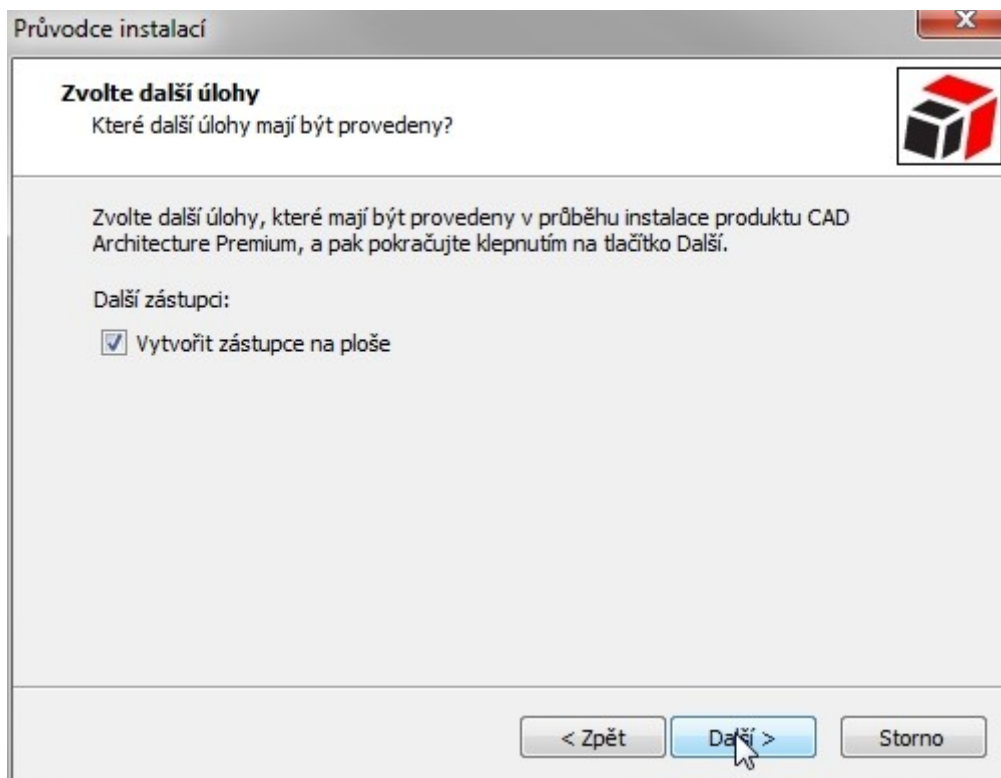 Průvodce instalací
Zvolte další úlohy
Které další úlohy mají být provedeny?
Zvolte další úlohy, které mají být provedeny v průběhu instalace produktu CAD
Architecture Premium, a pak pokračujte klepnutím na tlačítko Další.
Další zástupci:
Vytvořit zástupce na ploše
< Zpět
Další >
Storno